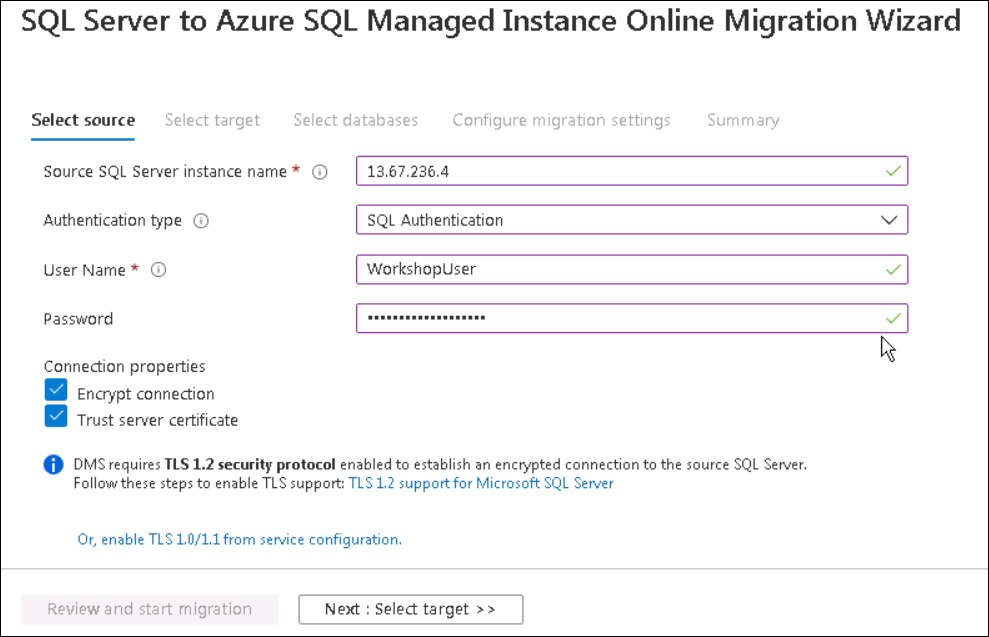 SQL Server to Azure SQL Managed Instance Online Migration Wizard
Select source Select target Select databases Configure migration settings Summary
Source SQL Server instance name * 13.67.236.4
Authentication type SQL Authentication
User Name * WorkshopUser
Password •••••••••••••••••••
Connection properties
Encrypt connection
Trust server certificate
DMS requires TLS 1.2 security protocol enabled to establish an encrypted connection to the source SQL Server.
Follow these steps to enable TLS support: TLS 1.2 support for Microsoft SQL Server
Or, enable TLS 1.0/1.1 from service configuration.
Review and start migration Next : Select target >>